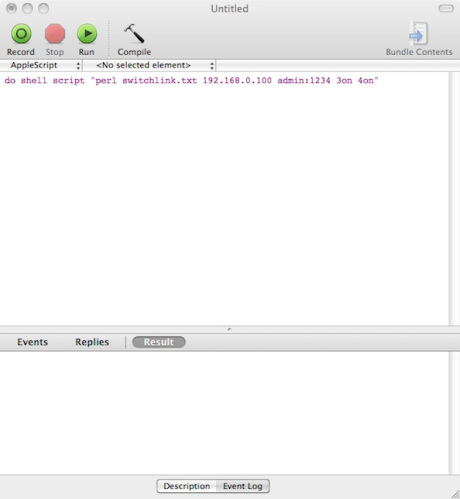 Untitled
Record Stop Run Compile Bundle Contents
AppleScript <No selected element>
do shell script "perl switchlink.txt 192.168.0.100 admin:1234 3on 4on"
Events Replies Result
Description Event Log